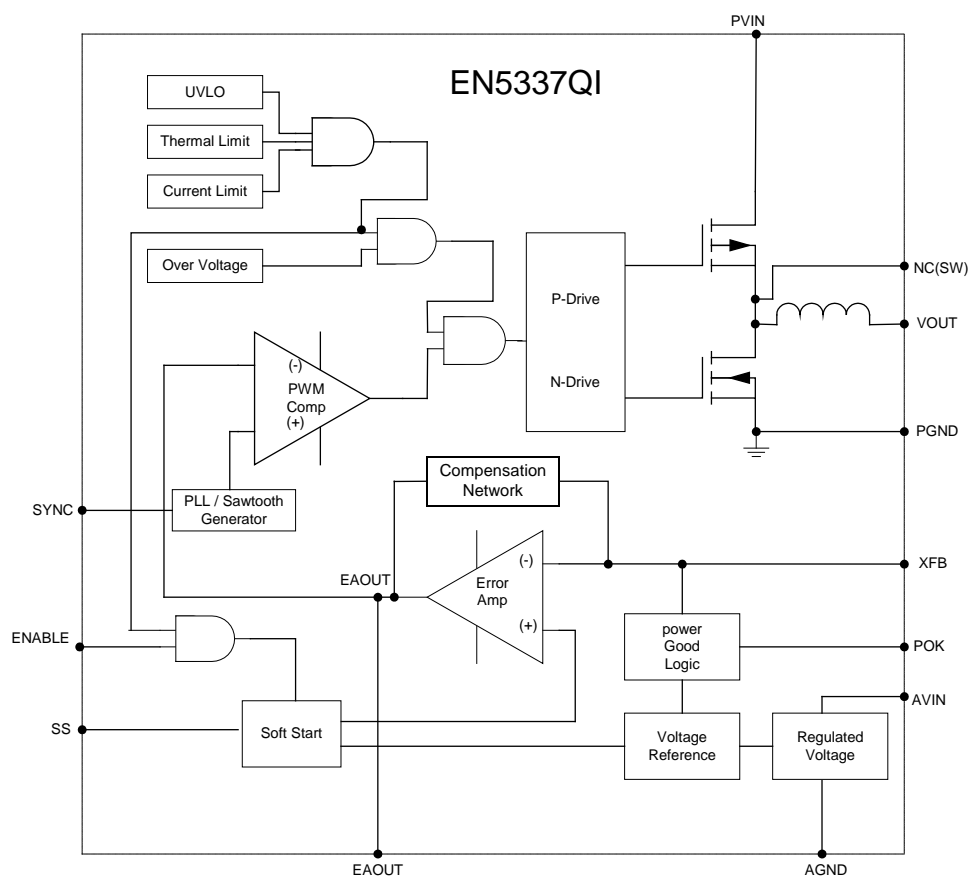 PVIN
EN5337QI
UVLO
Thermal Limit
Current Limit
Over Voltage
P-Drive
N-Drive
NC(SW)
VOUT
PGND
(-)
PWM
Comp
(+)
PLL / Sawtooth
Generator
SYNC
Compensation
Network
XFB
EAOUT
(-)
Error
Amp
(+)
power
Good
Logic
POK
ENABLE
AVIN
SS
Soft Start
Voltage
Reference
Regulated
Voltage
EAOUT
AGND